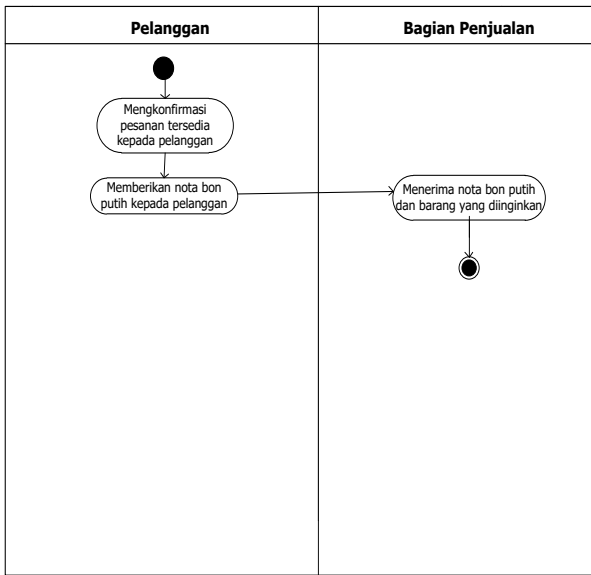 Pelanggan
Bagian Penjualan
Mengkonfirmasi
pesanan tersedia
kepada pelanggan
Memberikan nota bon
putih kepada pelanggan
Menerima nota bon putih
dan barang yang diinginkan